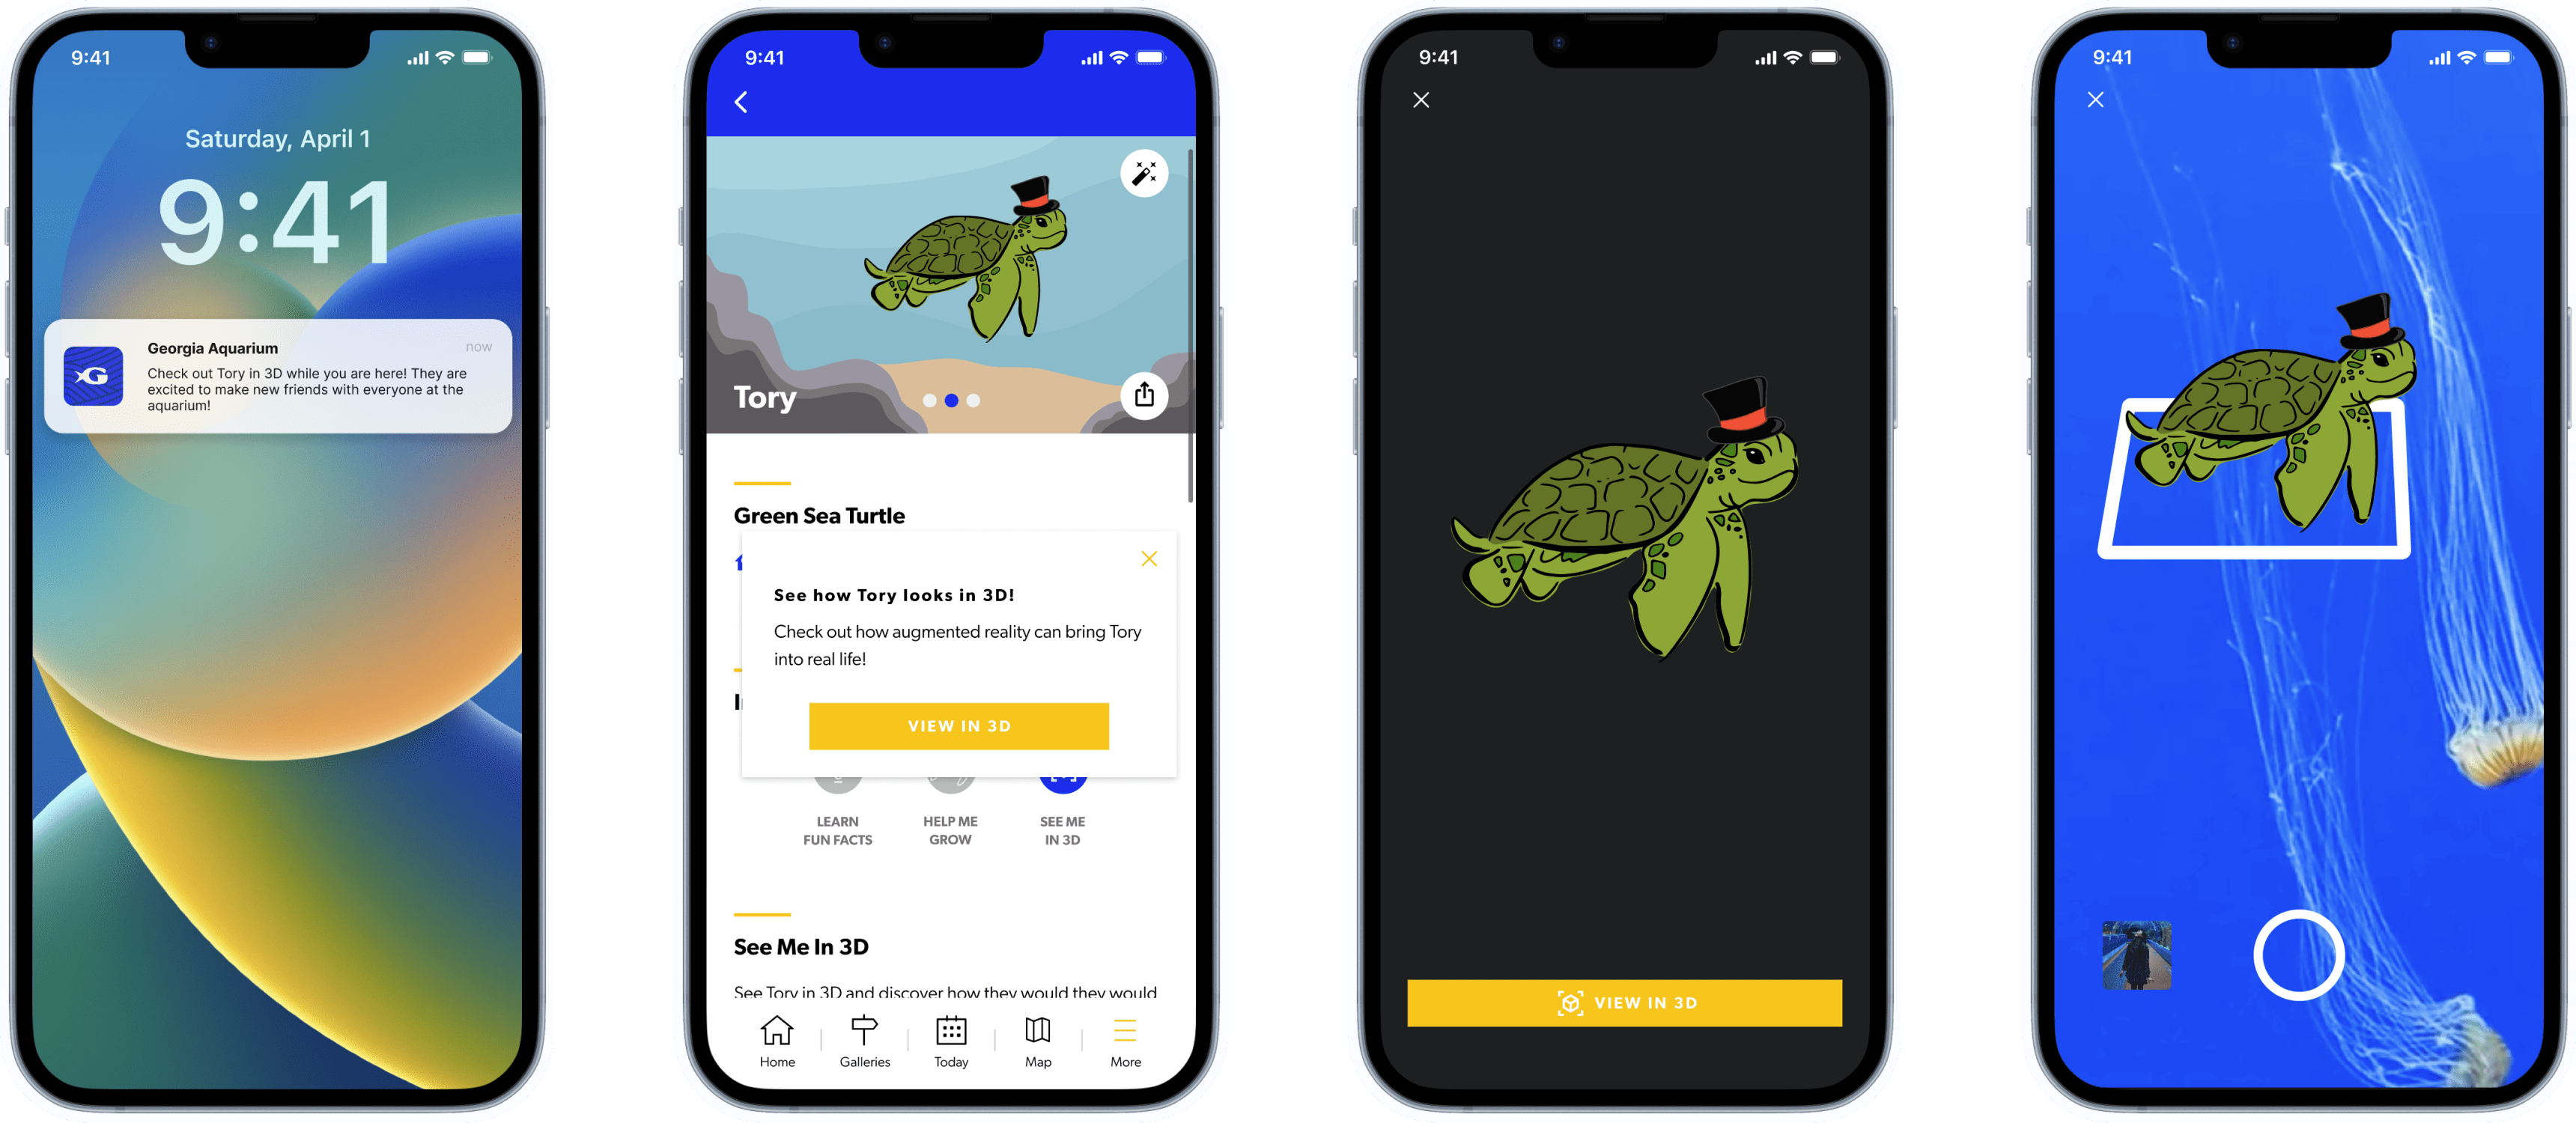 9:41
Saturday, April 1
9:41
G
Georgia Aquarium
now
Check out Tory in 3D while you are here! They are
excited to make new friends with everyone at the
aquarium!
9:41
Tory
Green Sea Turtle
See how Tory looks in 3D!
Check out how augmented reality can bring Tory
into real life!
VIEW IN 3D
LEARN
FUN FACTS
HELP ME
GROW
SEE ME
IN 3D
See Me In 3D
See Tory in 3D and discover how they would they would
Home
Galleries
Today
Map
More
9:41
VIEW IN 3D
9:41